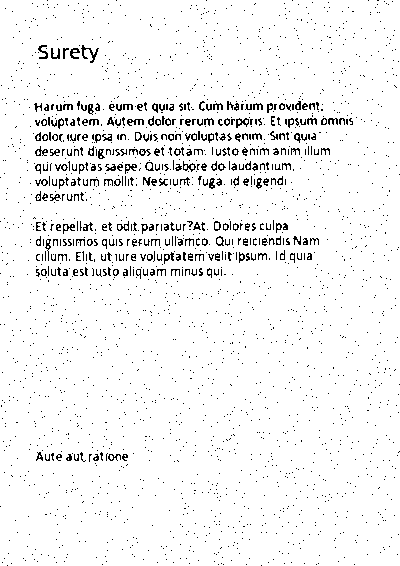 Surety
Harum fuga. eum et quia sit. Cum harum provident,
voluptatem. Autem dolor rerum corporis. Et ipsum omnis
dolor iure ipsa in. Duis non voluptas enim. Sint quia
deserunt dignissimos et totam. Iusto enim anim illum
qui voluptas saepe. Quis labore do laudantium,
voluptatum mollit. Nesciunt. fuga. id eligendi
deserunt.
Et repellat, et odit pariatur?At. Dolores culpa
dignissimos quis rerum ullamco. Qui reiciendis Nam
cillum. Elit, ut iure voluptatem velit Ipsum. Id quia
soluta est iusto aliquam minus qui.
Aute aut ratione